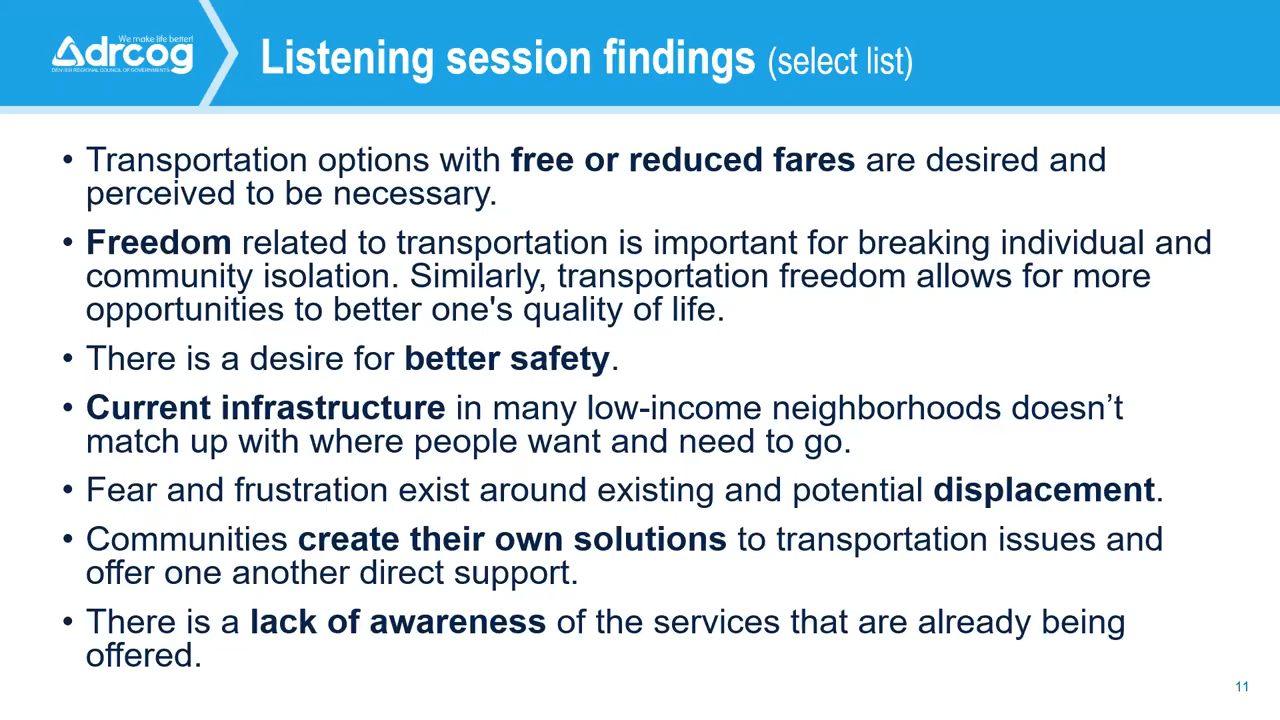 We make life better!
drcog
DENVER REGIONAL COUNCIL OF GOVERNMENTS
Listening session findings (select list)
• Transportation options with free or reduced fares are desired and
perceived to be necessary.
• Freedom related to transportation is important for breaking individual and
community isolation. Similarly, transportation freedom allows for more
opportunities to better one's quality of life.
• There is a desire for better safety.
• Current infrastructure in many low-income neighborhoods doesn’t
match up with where people want and need to go.
• Fear and frustration exist around existing and potential displacement.
• Communities create their own solutions to transportation issues and
offer one another direct support.
• There is a lack of awareness of the services that are already being
offered.
11